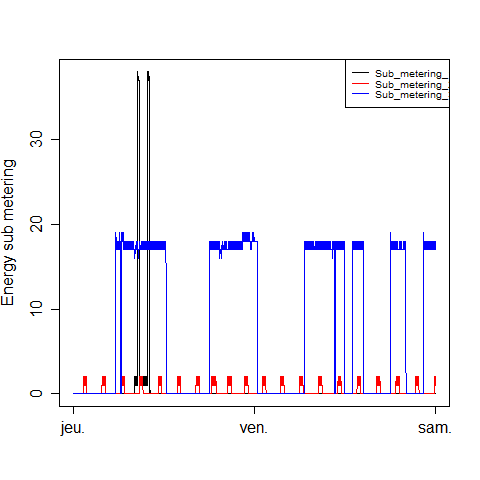 Sub_metering_
Sub_metering_
Sub_metering_
Energy sub metering
30
20
10
0
jeu.
ven.
sam.